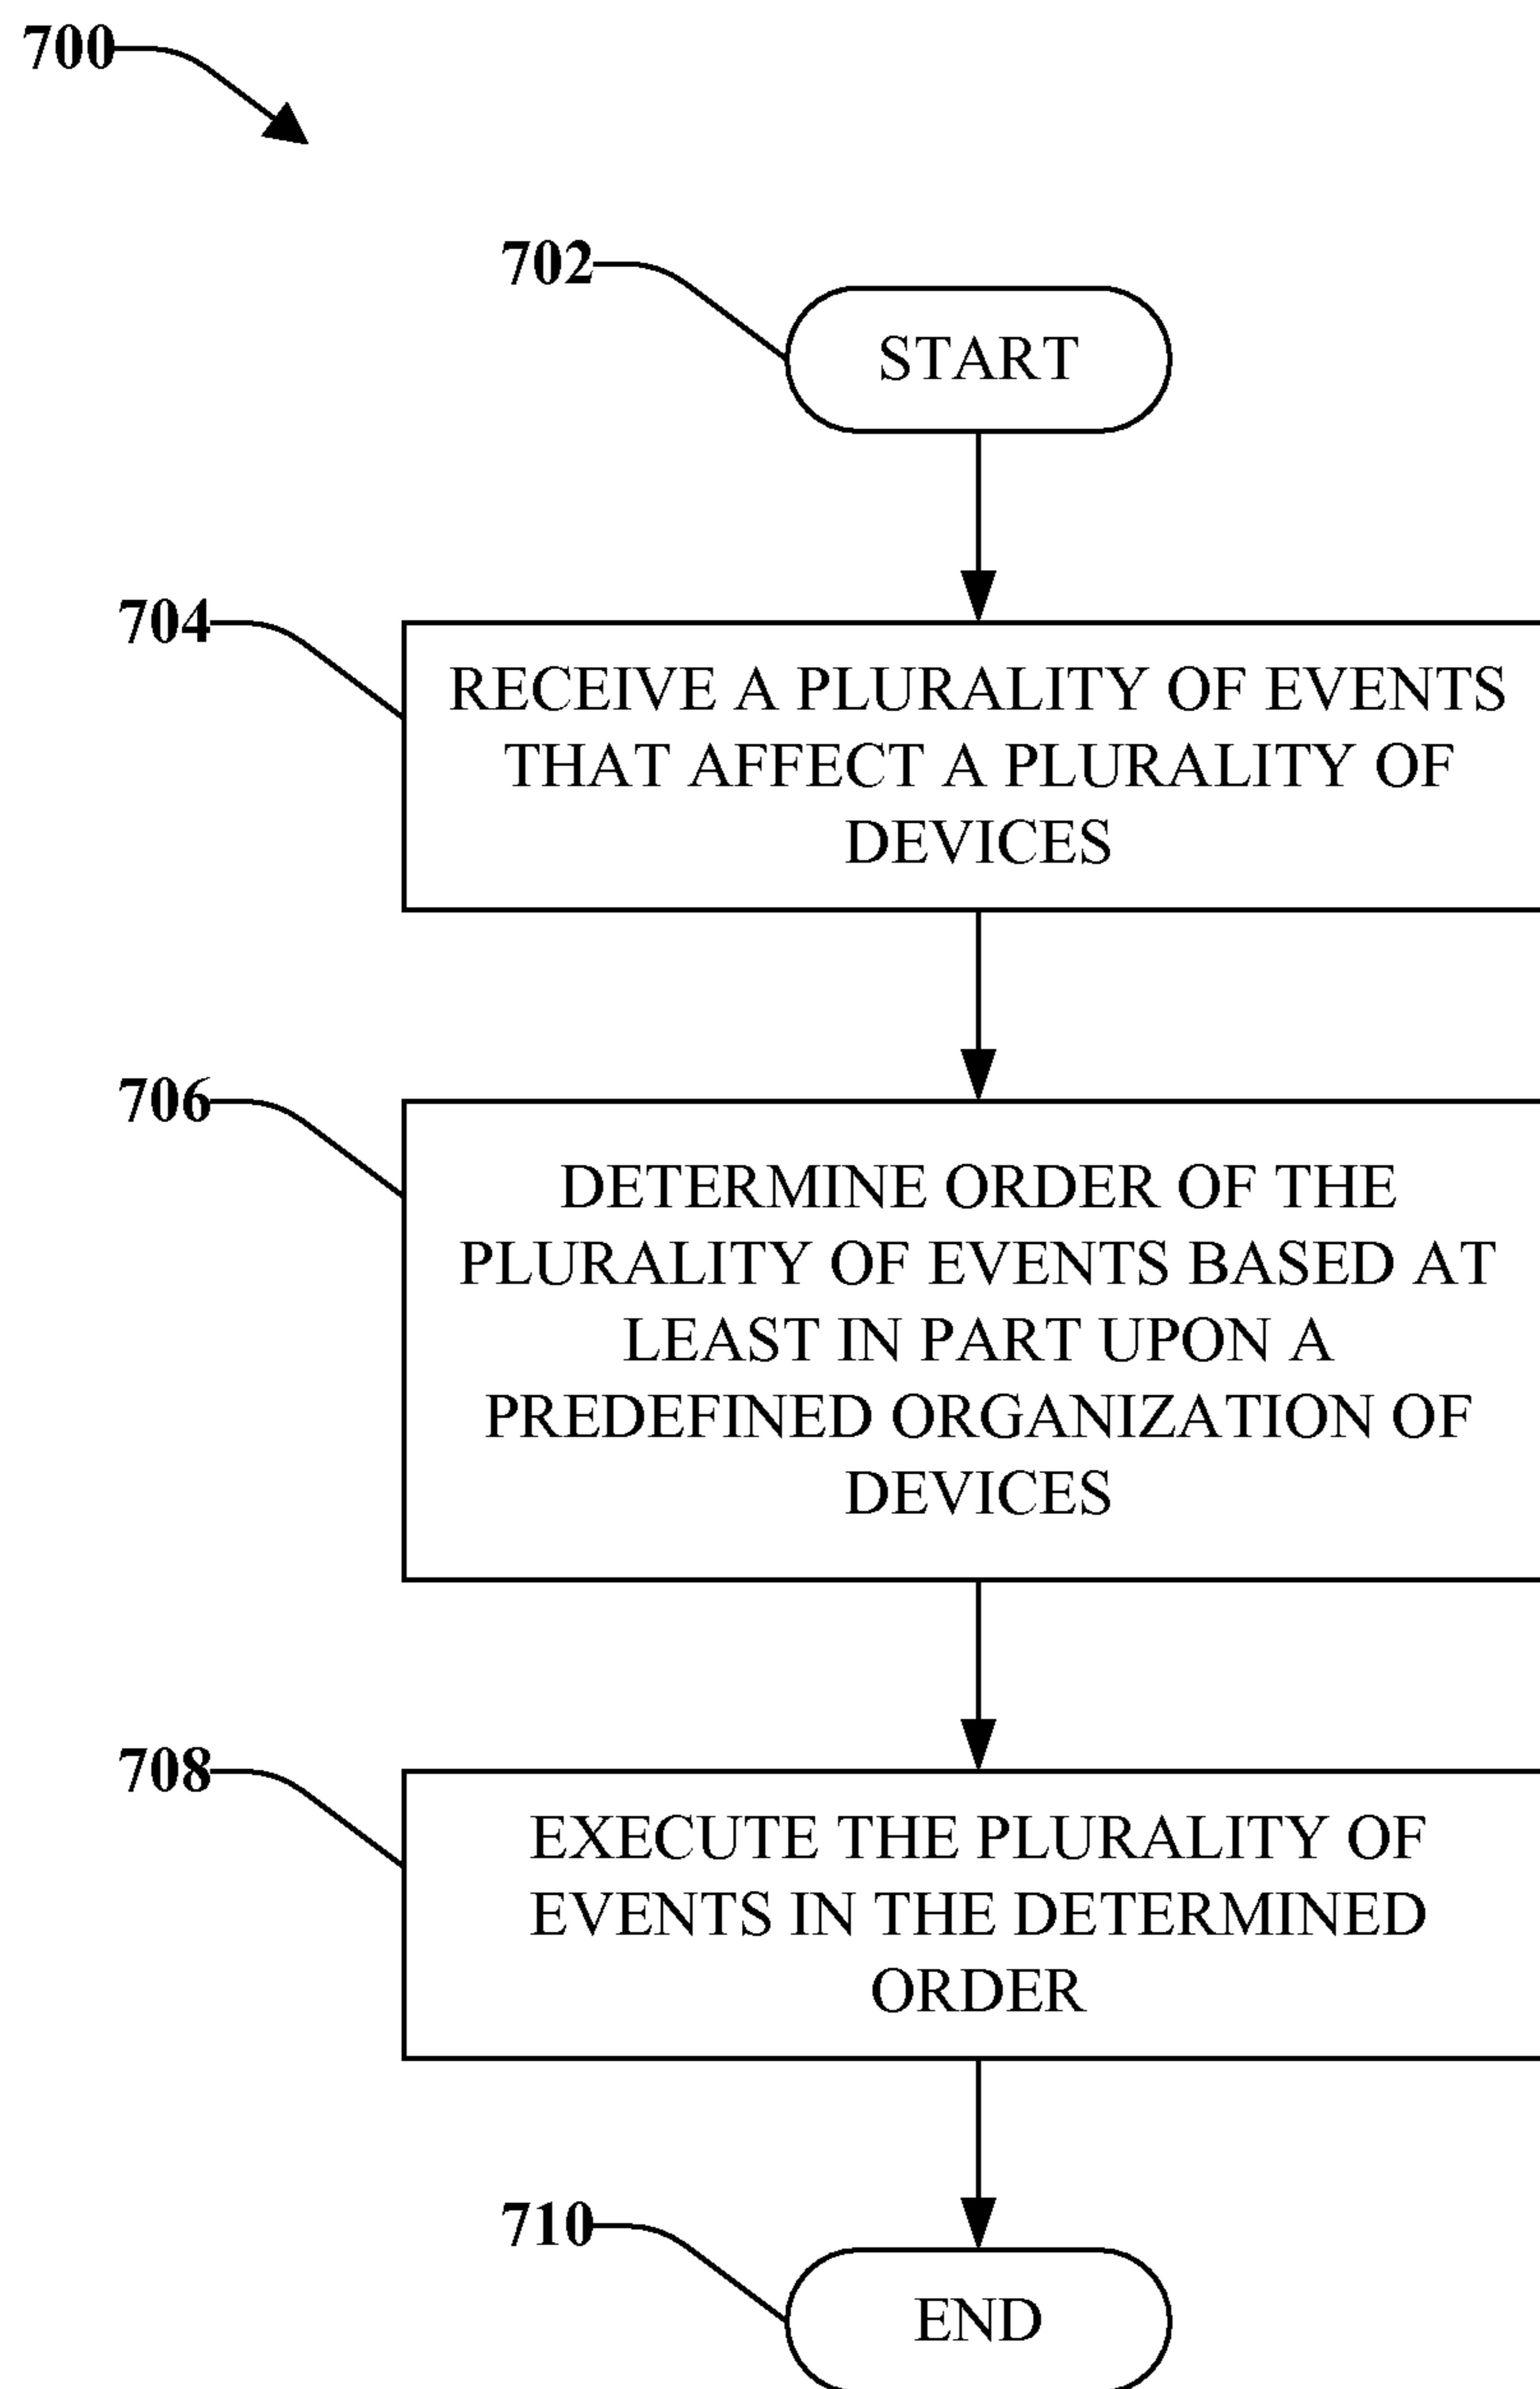 700
702
START
704
RECEIVE A PLURALITY OF EVENTS
THAT AFFECT A PLURALITY OF
DEVICES
706
DETERMINE ORDER OF THE
PLURALITY OF EVENTS BASED AT
LEAST IN PART UPON A
PREDEFINED ORGANIZATION OF
DEVICES
708
EXECUTE THE PLURALITY OF
EVENTS IN THE DETERMINED
ORDER
710
END